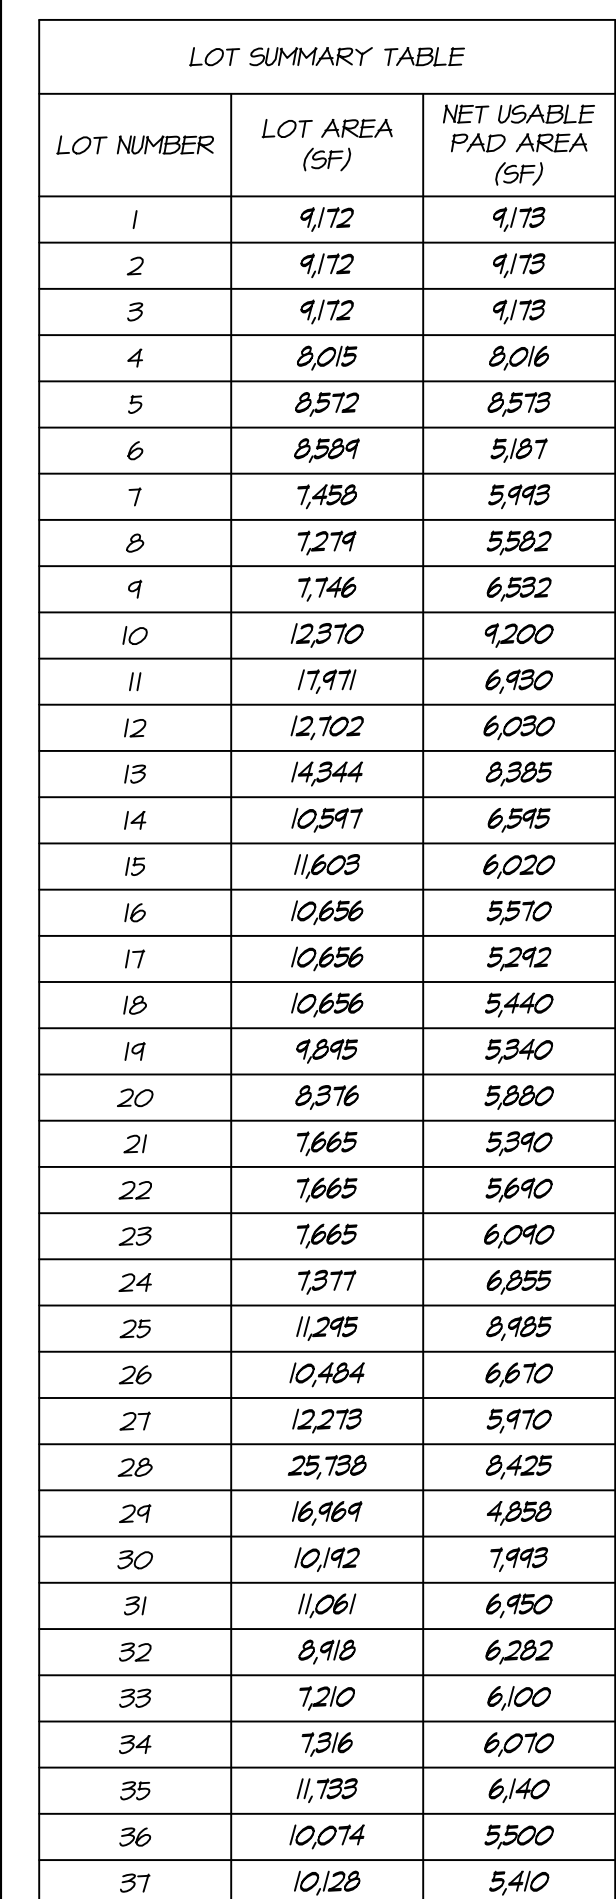 LOT SUMMARY TABLE
LOT NUMBER LOT AREA (SF) NET USABLE PAD AREA (SF)
1 9,172 9,173
2 9,172 9,173
3 9,172 9,173
4 8,015 8,016
5 8,572 8,573
6 8,589 5,187
7 7,458 5,993
8 7,279 5,582
9 7,746 6,532
10 12,370 9,200
11 17,971 6,930
12 12,702 6,030
13 14,344 8,385
14 10,597 6,595
15 11,603 6,020
16 10,656 5,570
17 10,656 5,292
18 10,656 5,440
19 9,895 5,340
20 8,376 5,880
21 7,665 5,390
22 7,665 5,690
23 7,665 6,090
24 7,377 6,855
25 11,295 8,985
26 10,484 6,670
27 12,273 5,970
28 25,738 8,425
29 16,969 4,858
30 10,192 7,993
31 11,061 6,950
32 8,918 6,282
33 7,210 6,100
34 7,316 6,070
35 11,733 6,140
36 10,074 5,500
37 10,128 5,410